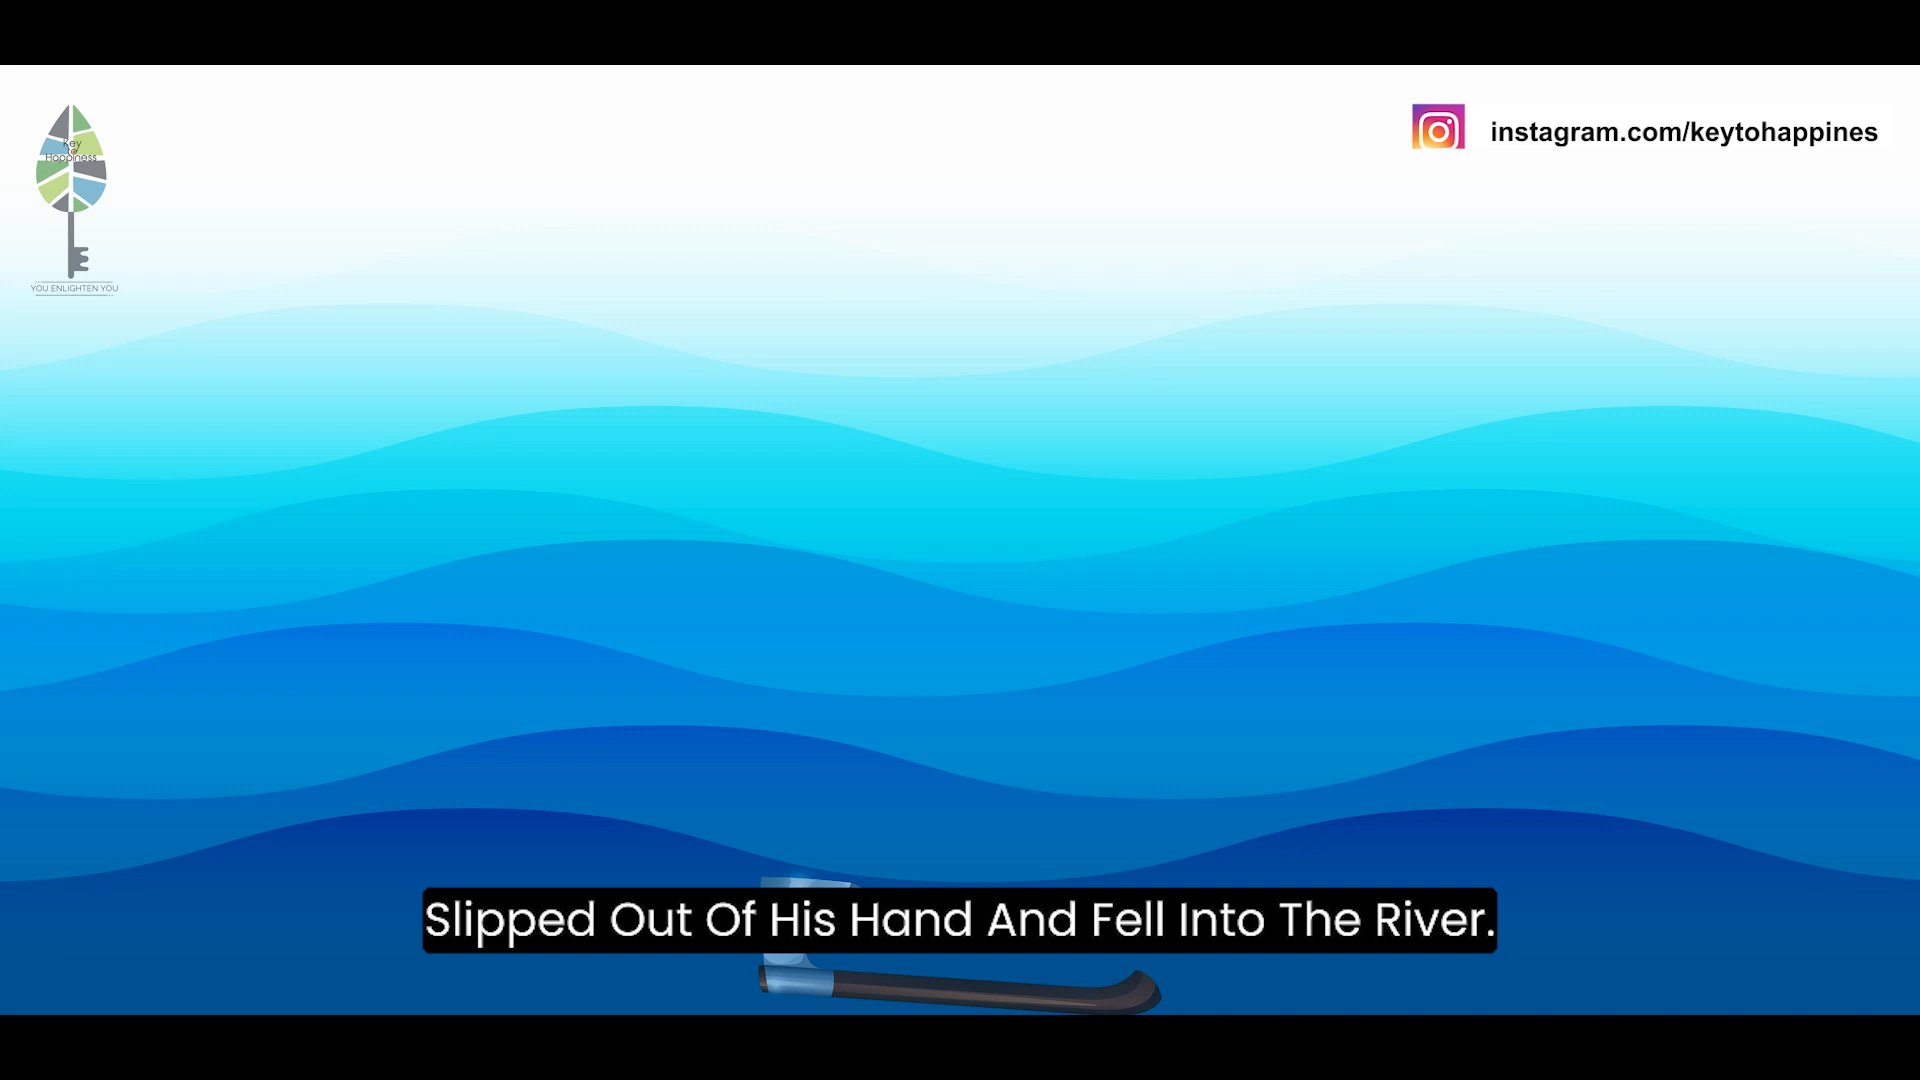 Key
to
Happiness
YOU ENLIGHTEN YOU
instagram.com/keytohappines
Slipped Out Of His Hand And Fell Into The River.